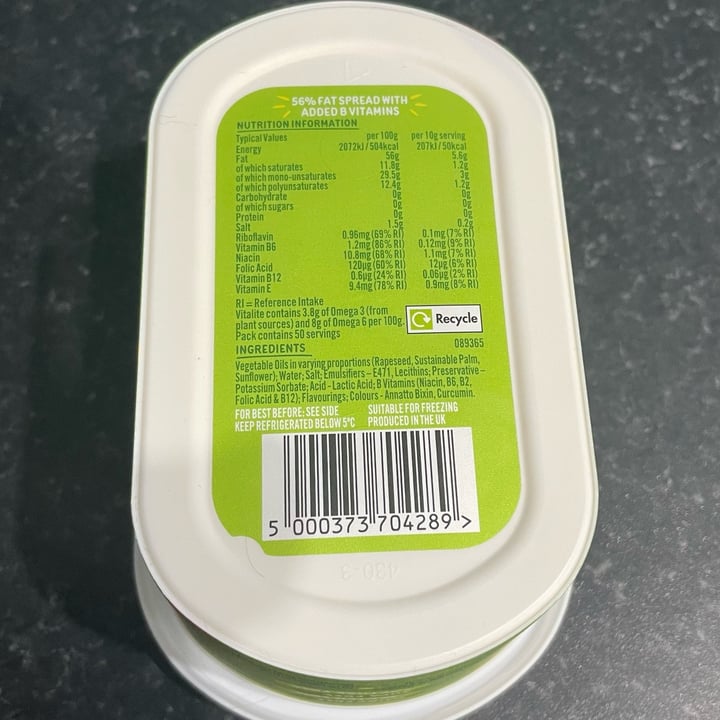 56% FAT SPREAD WITH
ADDED B VITAMINS
NUTRITION INFORMATION
Typical Values per 100g per 10g serving
Energy 2072kJ/504kcal 207kJ/50kcal
Fat 56g 5.6g
of which saturates 11.8g 1.2g
of which mono-unsaturates 29.5g 3g
of which polyunsaturates 12.4g 1.2g
Carbohydrate 0g 0g
of which sugars 0g 0g
Protein 0g 0g
Salt 1.5g 0.2g
Riboflavin 0.96mg (69% RI) 0.1mg (7% RI)
Vitamin B6 1.2mg (86% RI) 0.12mg (9% RI)
Niacin 10.8mg (68% RI) 1.1mg (7% RI)
Folic Acid 120µg (60% RI) 12µg (6% RI)
Vitamin B12 0.6µg (24% RI) 0.06µg (2% RI)
Vitamin E 9.4mg (78% RI) 0.9mg (8% RI)
RI = Reference Intake
Vitalite contains 3.8g of Omega 3 (from
plant sources) and 8g of Omega 6 per 100g.
Pack contains 50 servings
Recycle
089365
INGREDIENTS
Vegetable Oils in varying proportions (Rapeseed, Sustainable Palm,
Sunflower); Water; Salt; Emulsifiers - E471, Lecithins; Preservative -
Potassium Sorbate; Acid - Lactic Acid; B Vitamins (Niacin, B6, B2,
Folic Acid & B12); Flavourings; Colours - Annatto Bixin, Curcumin.
FOR BEST BEFORE: SEE SIDE SUITABLE FOR FREEZING
KEEP REFRIGERATED BELOW 5°C PRODUCED IN THE UK
5 000373 704289 >
430-3